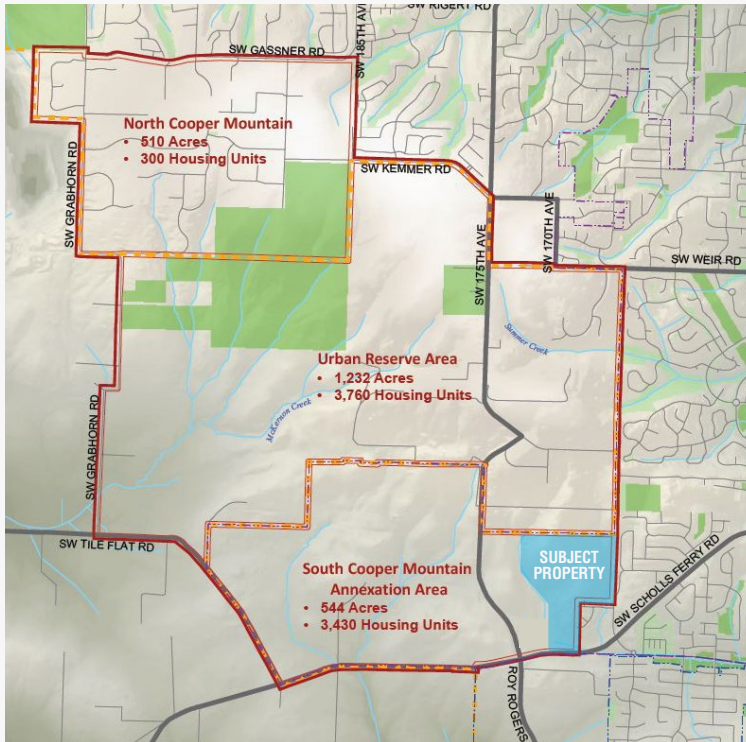 SW RIGERT RD
SW GASSNER RD
SW 185TH AVE
North Cooper Mountain
• 510 Acres
• 300 Housing Units
SW KEMMER RD
SW GRABHORN RD
SW 175TH AVE
SW 170TH AVE
SW WEIR RD
Summer Creek
Urban Reserve Area
• 1,232 Acres
• 3,760 Housing Units
McKernon Creek
SW GRABHORN RD
SW TILE FLAT RD
SUBJECT
PROPERTY
South Cooper Mountain
Annexation Area
• 544 Acres
• 3,430 Housing Units
SW SCHOLLS FERRY RD
ROY ROGERS